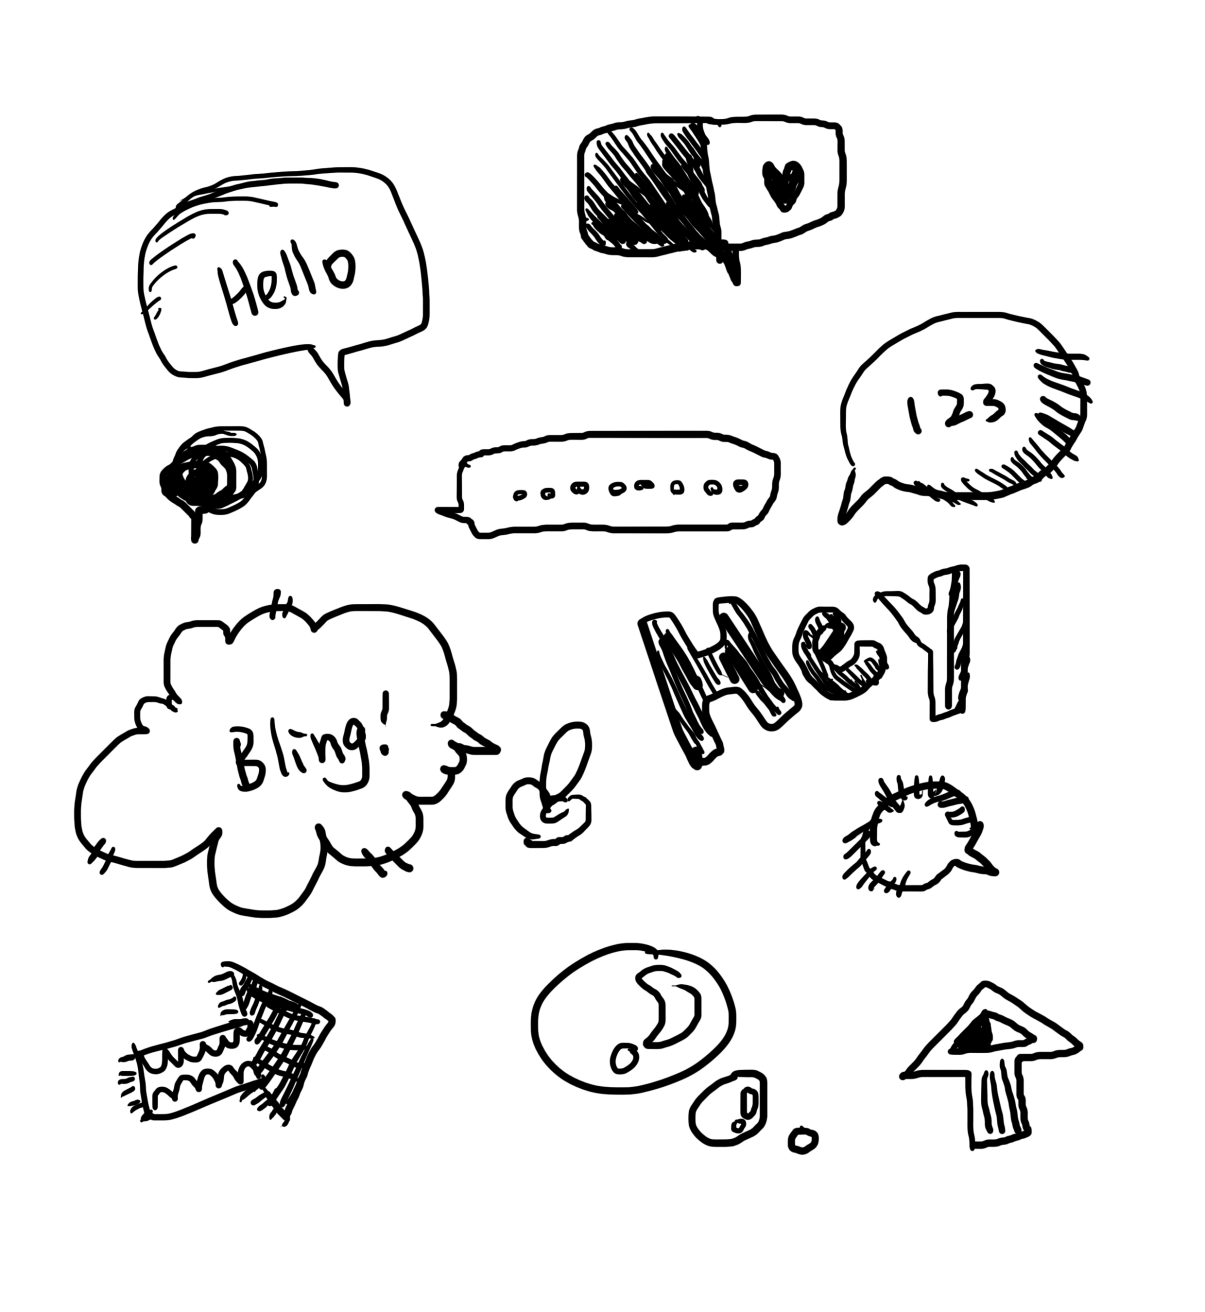 Hello
123
........
Hey
Bling!